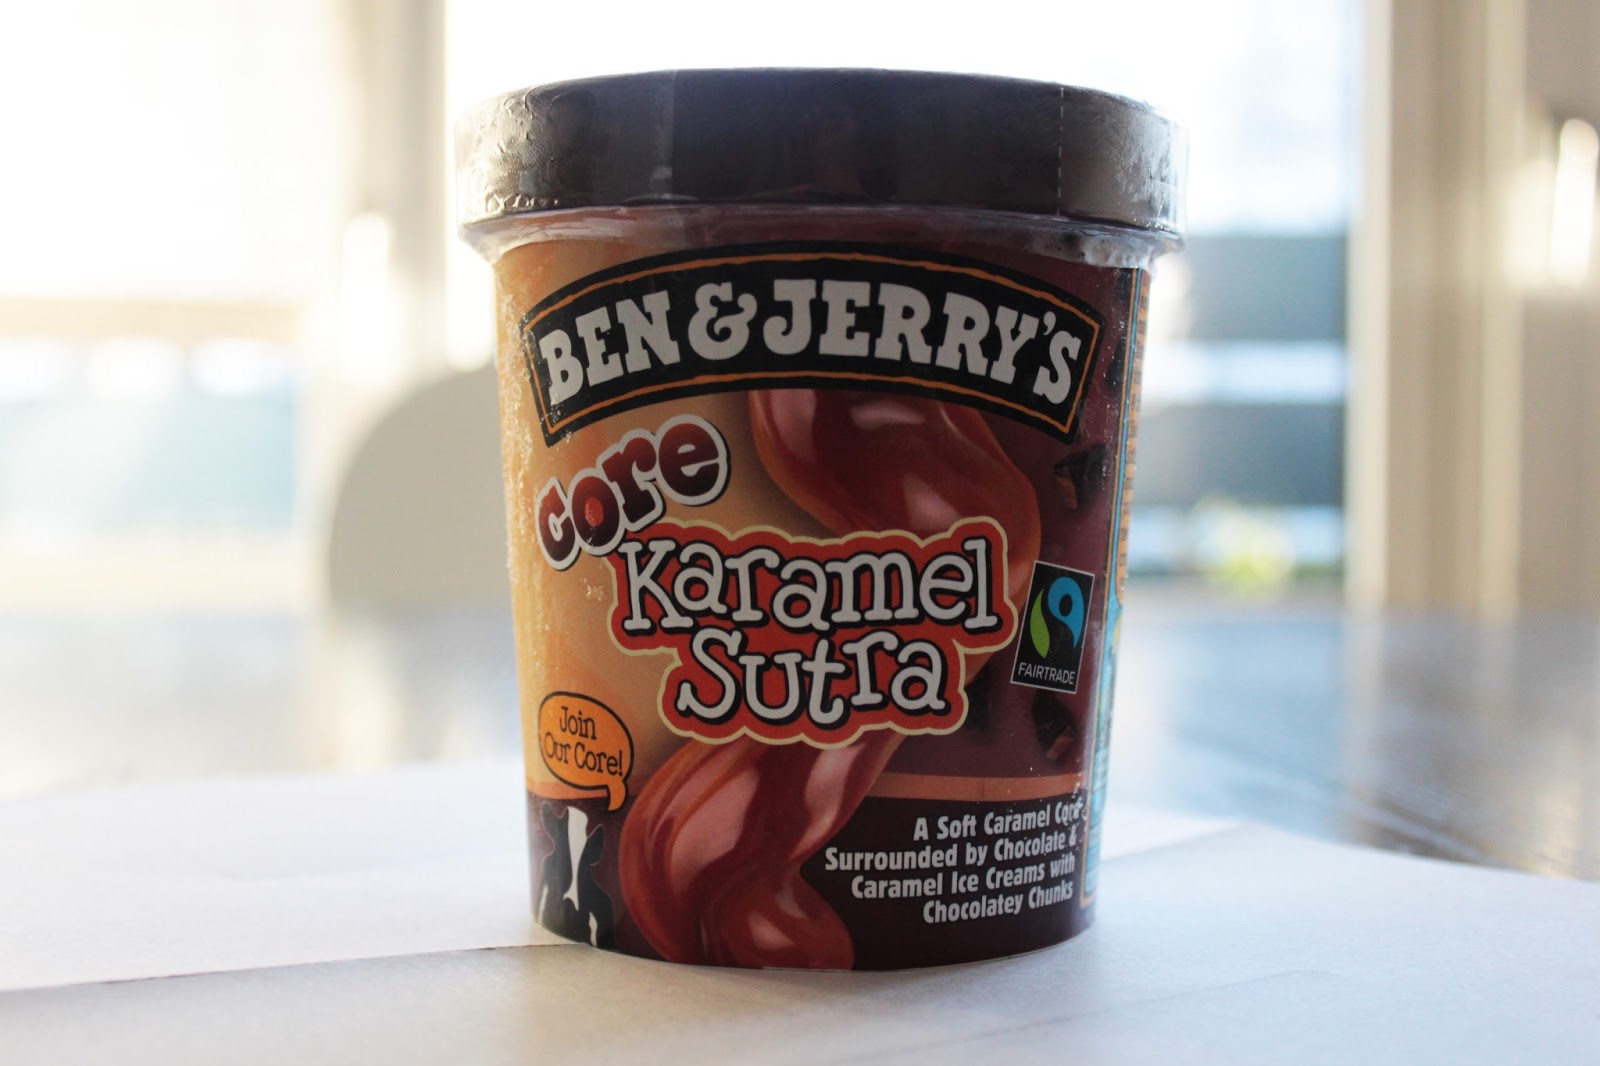 BEN & JERRY'S
core
Karamel
Sutra
FAIRTRADE
Join
Our Core!
A Soft Caramel Core
Surrounded by Chocolate &
Caramel Ice Creams with
Chocolatey Chunks